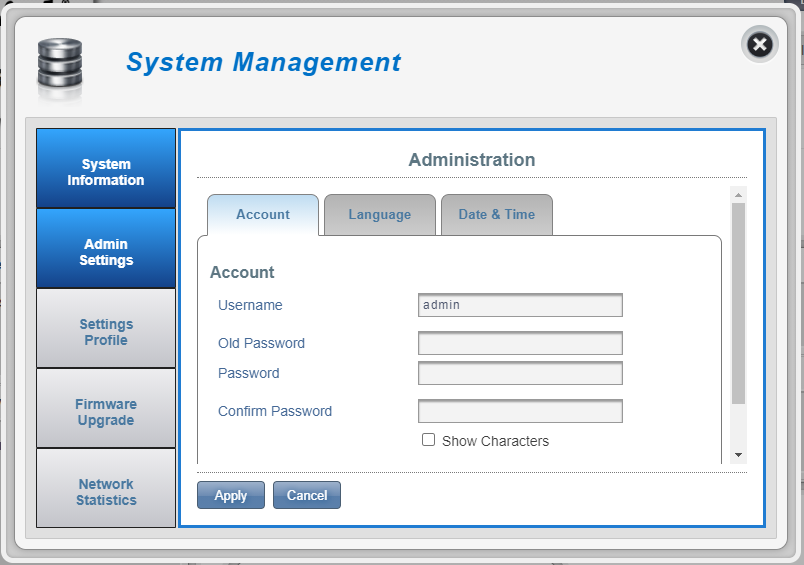 System Management
System
Information
Admin
Settings
Settings
Profile
Firmware
Upgrade
Network
Statistics
Administration
Account
Language
Date & Time
Account
Username
admin
Old Password
Password
Confirm Password
Show Characters
Apply
Cancel